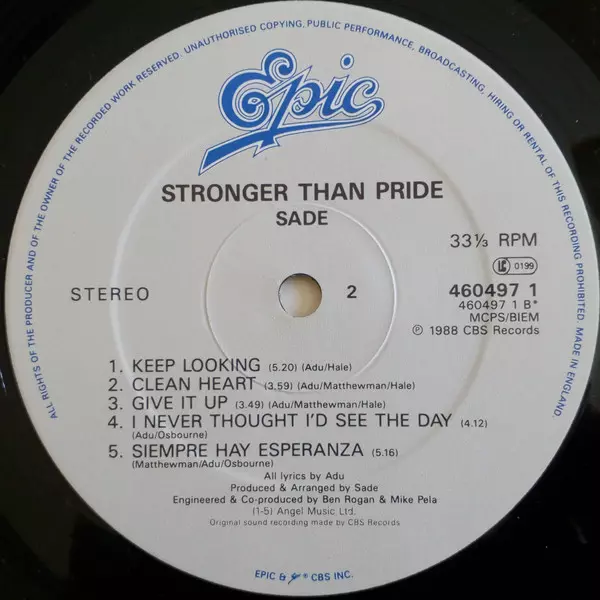 ALL RIGHTS OF THE PRODUCER AND OF THE OWNER OF THE RECORDED WORK RESERVED. UNAUTHORISED COPYING, PUBLIC PERFORMANCE, BROADCASTING, HIRING OR RENTAL OF THIS RECORDING PROHIBITED. MADE IN ENGLAND.
Epic
STRONGER THAN PRIDE
SADE
33⅓ RPM
LC 0199
STEREO
2
460497 1
460497 1 B*
MCPS/BIEM
℗ 1988 CBS Records
1. KEEP LOOKING (5.20) (Adu/Hale)
2. CLEAN HEART (3.59) (Adu/Matthewman/Hale)
3. GIVE IT UP (3.49) (Adu/Matthewman/Hale)
4. I NEVER THOUGHT I'D SEE THE DAY (4.12)
(Adu/Osbourne)
5. SIEMPRE HAY ESPERANZA (5.16)
(Matthewman/Adu/Osbourne)
All lyrics by Adu
Produced & Arranged by Sade
Engineered & Co-produced by Ben Rogan & Mike Pela
(1-5) Angel Music Ltd.
Original sound recording made by CBS Records
EPIC & CBS INC.